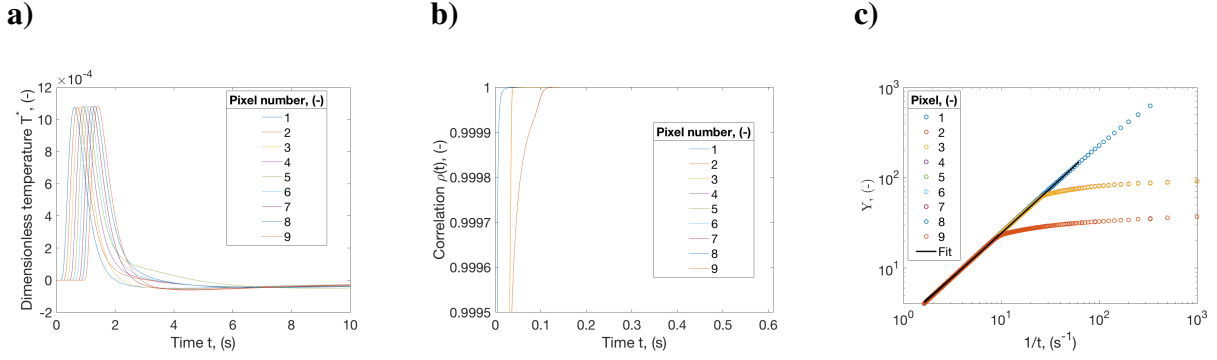 a)
×10⁻⁴
12
10
8
6
4
2
0
-2
0 2 4 6 8 10
Dimensionless temperature T*, (-)
Time t, (s)
Pixel number, (-)
1
2
3
4
5
6
7
8
9
b)
1
0.9999
0.9998
0.9997
0.9996
0.9995
0 0.1 0.2 0.3 0.4 0.5 0.6
Correlation ρ(t), (-)
Time t, (s)
Pixel number, (-)
1
2
3
4
5
6
7
8
9
c)
10³
10²
10¹
10⁰ 10¹ 10² 10³
Y, (-)
1/t, (s⁻¹)
Pixel, (-)
1
2
3
4
5
6
7
8
9
Fit